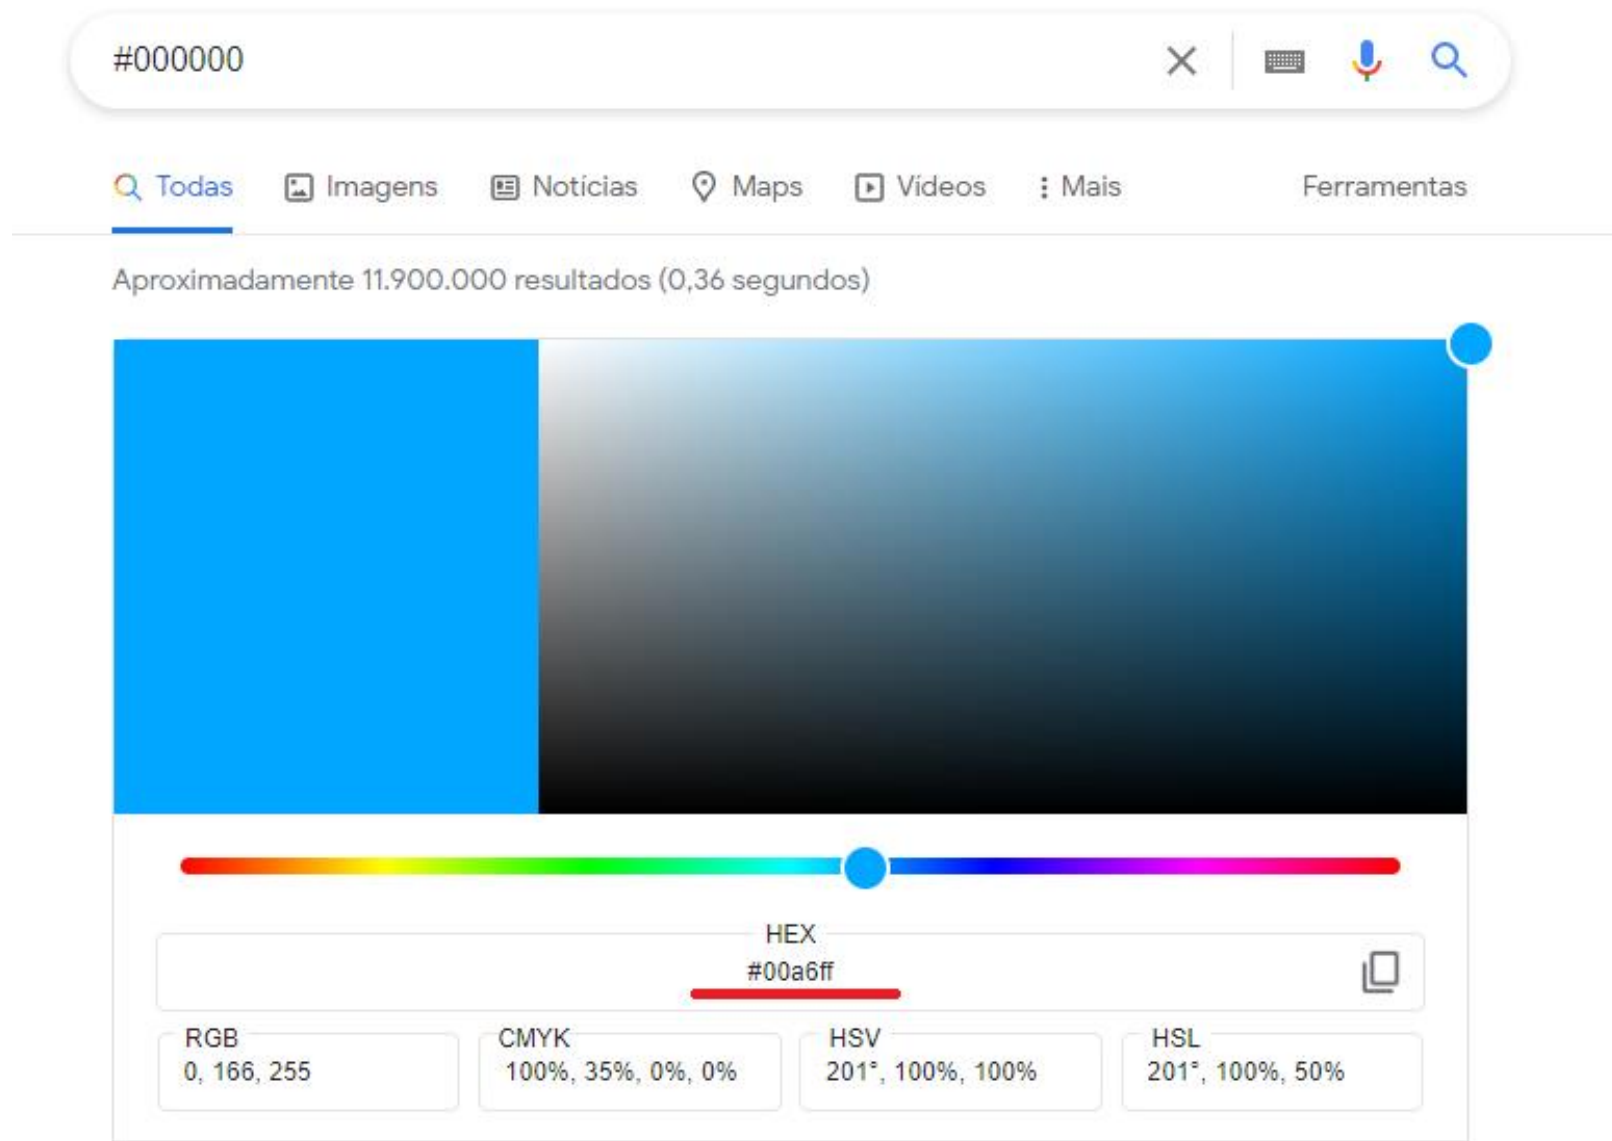 #000000
Todas Imagens Notícias Maps Vídeos Mais Ferramentas
Aproximadamente 11.900.000 resultados (0,36 segundos)
HEX
#00a6ff
RGB CMYK HSV HSL
0, 166, 255 100%, 35%, 0%, 0% 201°, 100%, 100% 201°, 100%, 50%